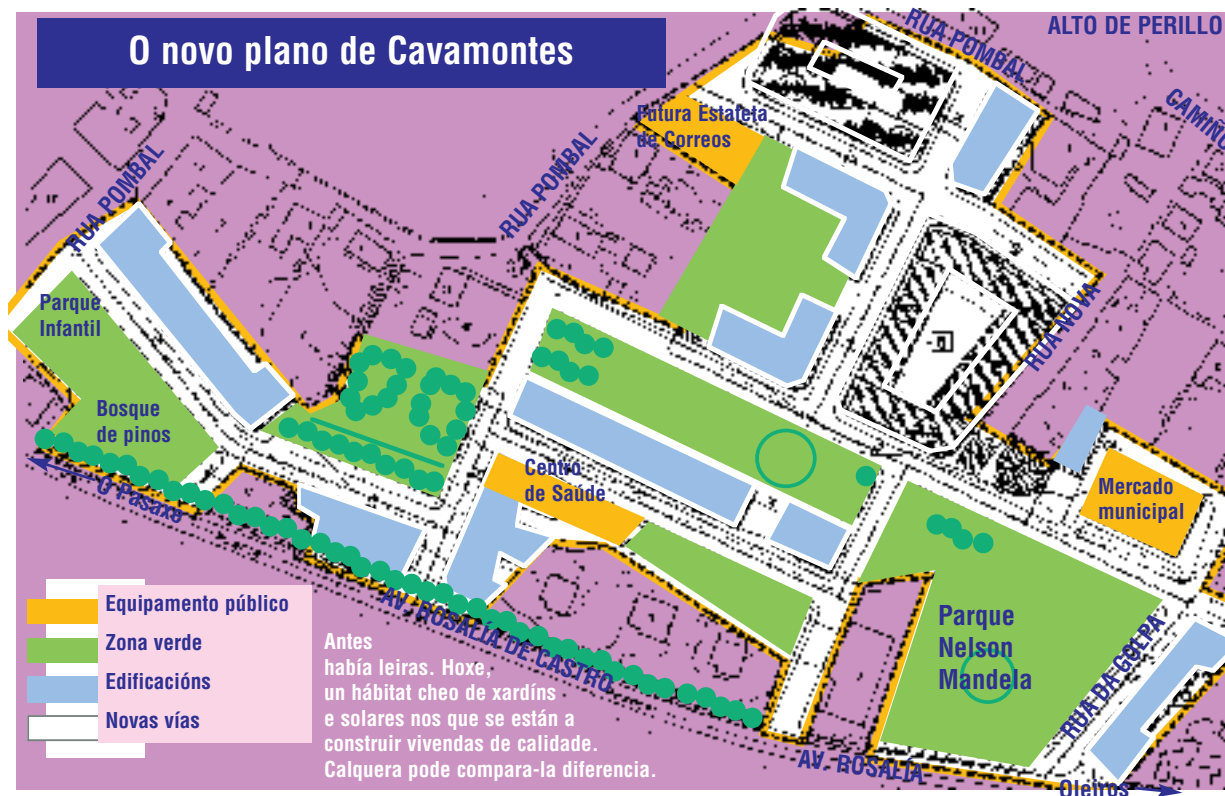 O novo plano de Cavamontes
ALTO DE PERILLO
RUA POMBAL
CAMIÑO
Futura Estafeta
de Correos
RUA POMBAL
RUA POMBAL
Parque
Infantil
RUA NOVA
Bosque
de pinos
O Pasaxe
Centro
de Saúde
Mercado
municipal
Equipamento público
Zona verde
Edificacións
Novas vías
AV. ROSALÍA DE CASTRO
Parque
Nelson
Mandela
RUA DA GOLPA
Antes
había leiras. Hoxe,
un hábitat cheo de xardíns
e solares nos que se están a
construir vivendas de calidade.
Calquera pode compara-la diferencia.
AV. ROSALÍA
Oleiros